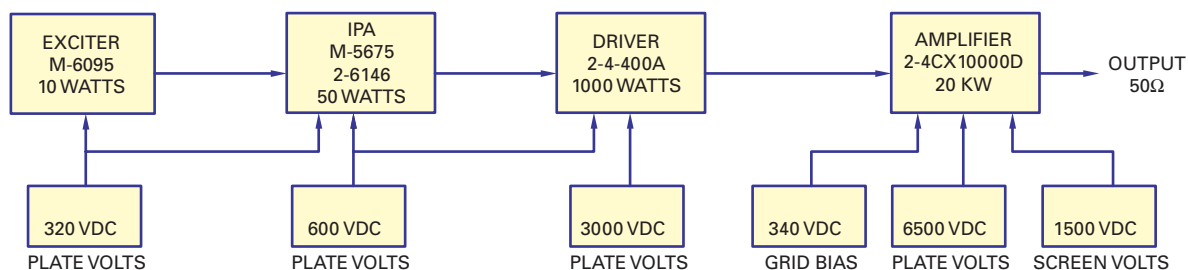 EXCITER
M-6095
10 WATTS
IPA
M-5675
2-6146
50 WATTS
DRIVER
2-4-400A
1000 WATTS
AMPLIFIER
2-4CX10000D
20 KW
OUTPUT
50Ω
320 VDC
600 VDC
3000 VDC
340 VDC
6500 VDC
1500 VDC
PLATE VOLTS
PLATE VOLTS
PLATE VOLTS
GRID BIAS
PLATE VOLTS
SCREEN VOLTS